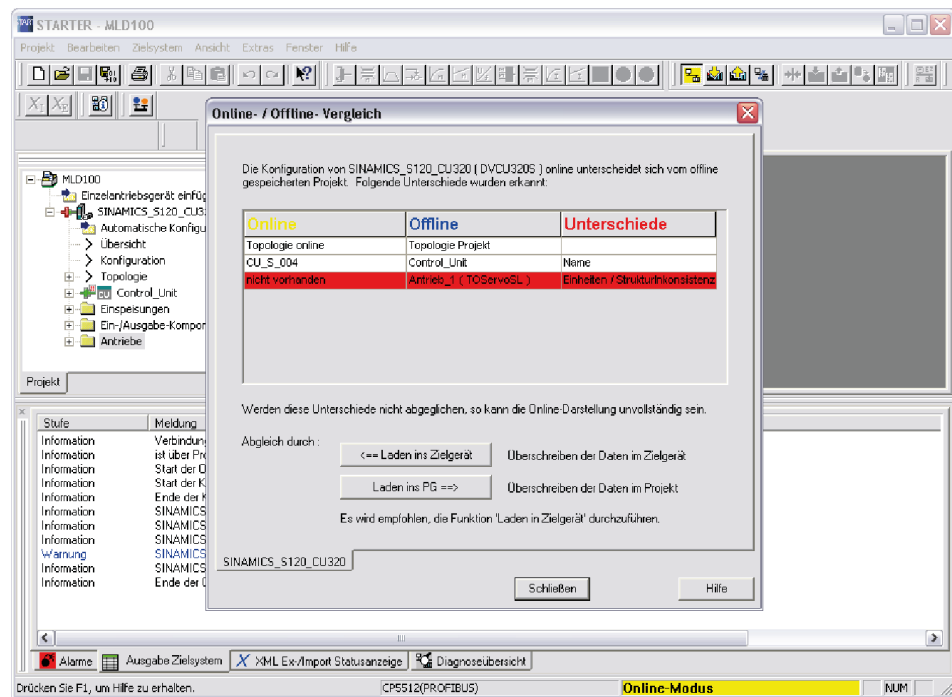 STARTER - MLD100
Projekt Bearbeiten Zielsystem Ansicht Extras Fenster Hilfe
Online- / Offline- Vergleich
Die Konfiguration von SINAMICS_S120_CU320 ( DVCU320S ) online unterscheidet sich vom offline
gespeicherten Projekt. Folgende Unterschiede wurden erkannt:
Online Offline Unterschiede
Topologie online Topologie Projekt
CU_S_004 Control_Unit Name
nicht vorhanden Antrieb_1 ( TOServoSL ) Einheiten / Strukturinkonsistenz
Werden diese Unterschiede nicht abgeglichen, so kann die Online-Darstellung unvollständig sein.
Abgleich durch :
<== Laden ins Zielgerät Überschreiben der Daten im Zielgerät
Laden ins PG ==> Überschreiben der Daten im Projekt
Es wird empfohlen, die Funktion 'Laden in Zielgerät' durchzuführen.
SINAMICS_S120_CU320
Schließen Hilfe
MLD100
Einzelantriebsgerät einfüg
SINAMICS_S120_CU3
Automatische Konfigu
Übersicht
Konfiguration
Topologie
Control_Unit
Einspeisungen
Ein-/Ausgabe-Kompor
Antriebe
Projekt
Stufe Meldung
Information Verbindung
Information ist über Pro
Information Start der O
Information Start der K
Information Ende der K
Information SINAMICS
Information SINAMICS
Information SINAMICS
Warnung SINAMICS
Information SINAMICS
Information Ende der O
Alarme Ausgabe Zielsystem XML Ex-/Import Statusanzeige Diagnoseübersicht
Drücken Sie F1, um Hilfe zu erhalten. CP5512(PROFIBUS) Online-Modus NUM